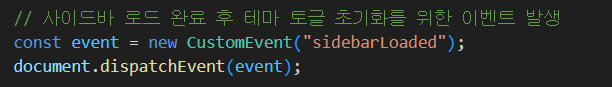 // 사이드바 로드 완료 후 테마 토글 초기화를 위한 이벤트 발생
const event = new CustomEvent("sidebarLoaded");
document.dispatchEvent(event);